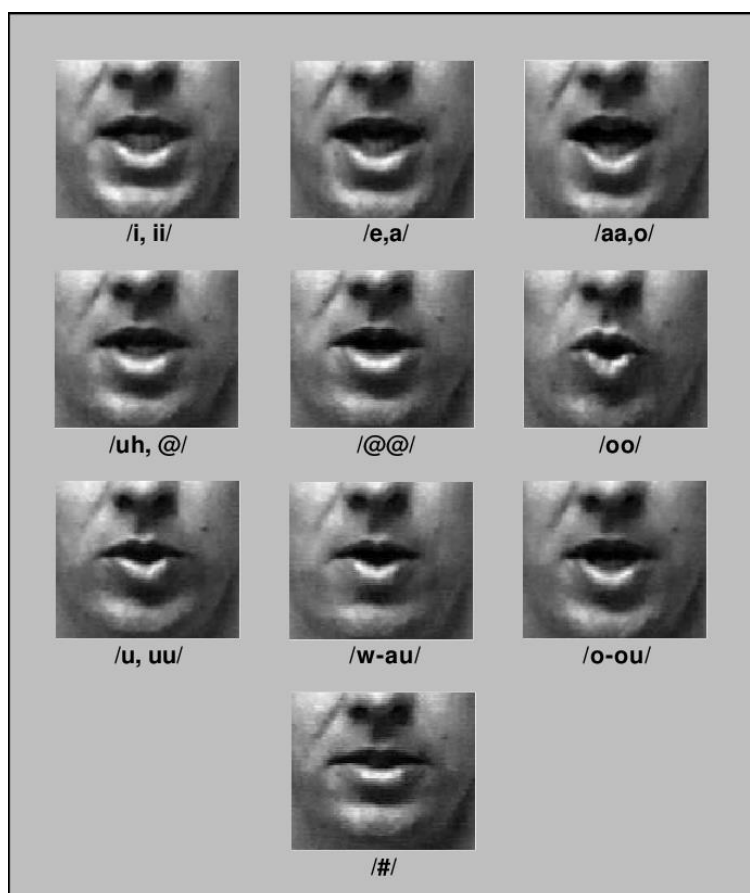 /i, ii/
/e,a/
/aa,o/
/uh, @/
/@@/
/oo/
/u, uu/
/w-au/
/o-ou/
/#/